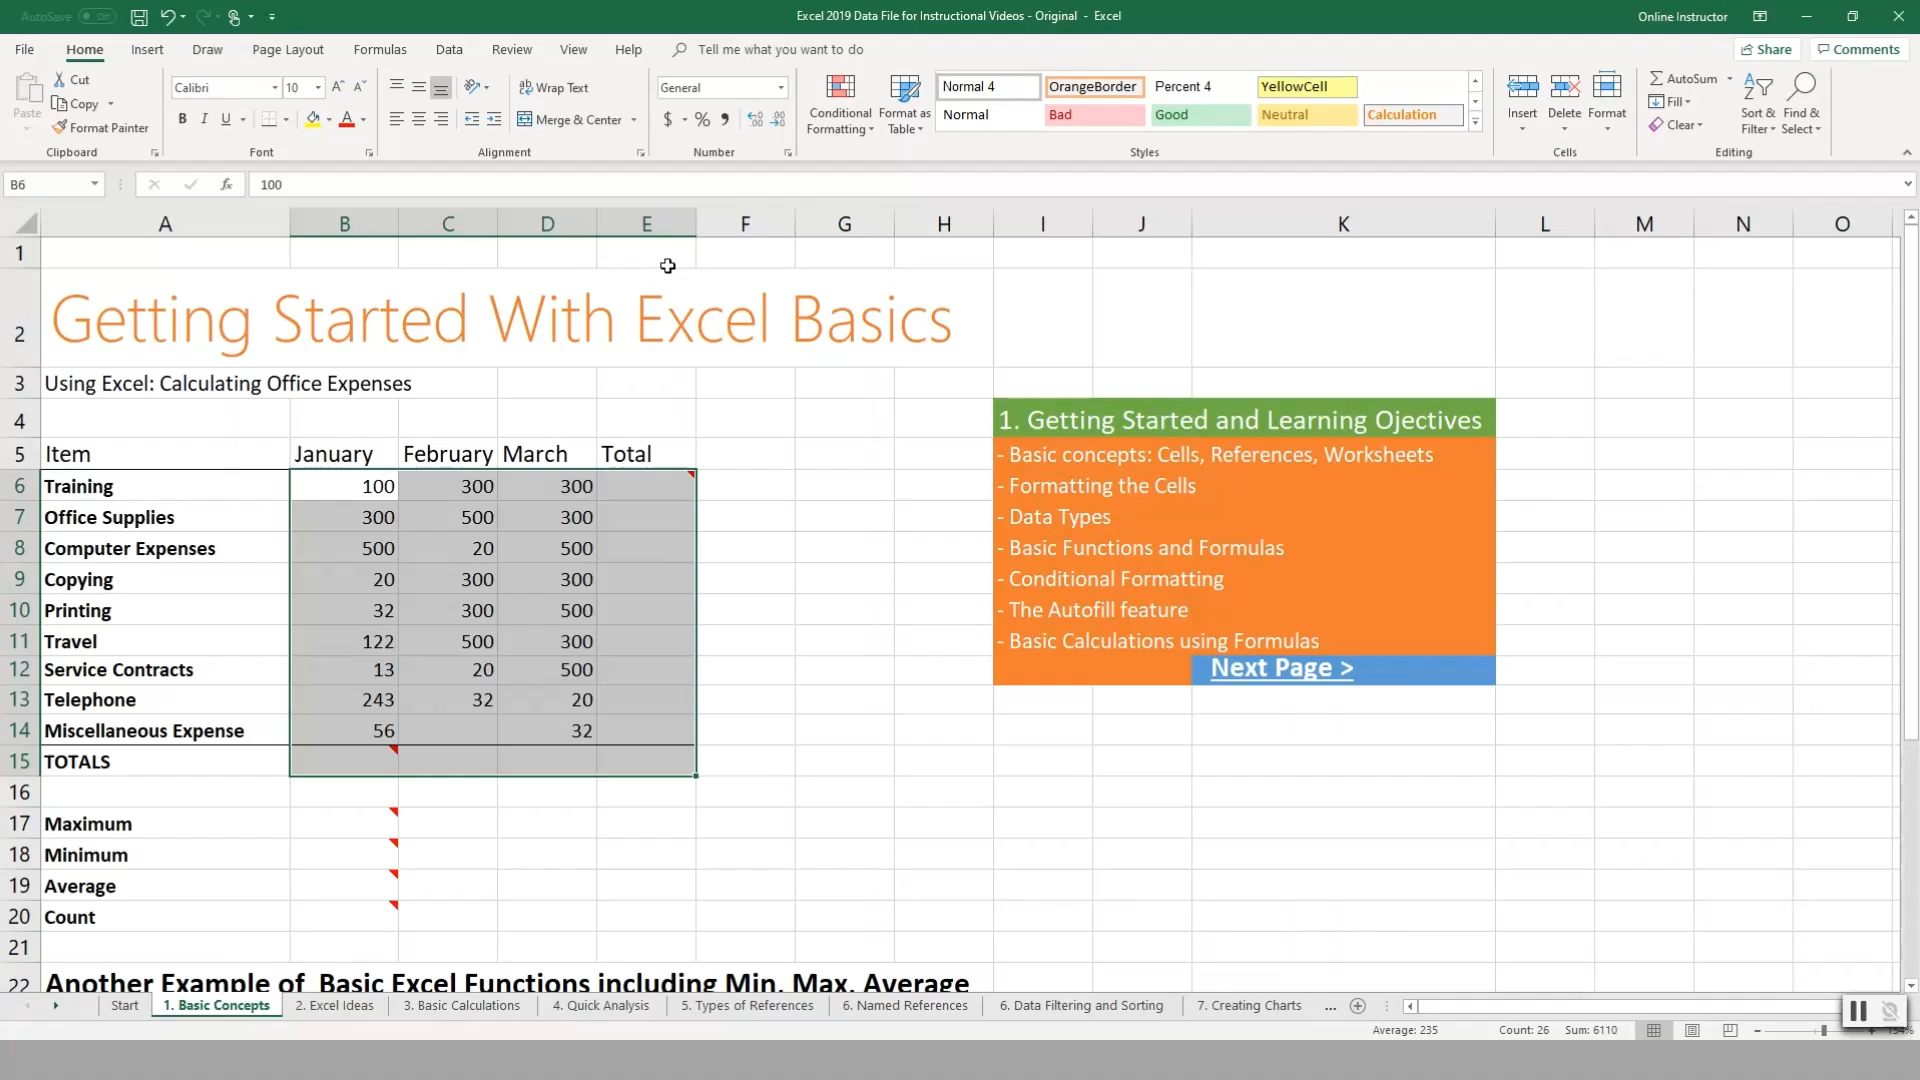 AutoSave Off Excel 2019 Data File for Instructional Videos - Original - Excel Online Instructor
File Home Insert Draw Page Layout Formulas Data Review View Help Tell me what you want to do Share Comments
Paste Cut Copy Format Painter
Clipboard
Calibri 10
B I U
Font
Wrap Text
Merge & Center
Alignment
General
$ % ,
Number
Conditional Formatting Format as Table
Normal 4 OrangeBorder Percent 4 YellowCell
Normal Bad Good Neutral Calculation
Styles
Insert Delete Format
Cells
AutoSum Fill Clear
Sort & Filter Find & Select
Editing
B6 fx 100
A B C D E F G H I J K L M N O
1
2 Getting Started With Excel Basics
3 Using Excel: Calculating Office Expenses
4 1. Getting Started and Learning Ojectives
5 Item January February March Total - Basic concepts: Cells, References, Worksheets
6 Training 100 300 300 - Formatting the Cells
7 Office Supplies 300 500 300 - Data Types
8 Computer Expenses 500 20 500 - Basic Functions and Formulas
9 Copying 20 300 300 - Conditional Formatting
10 Printing 32 300 500 - The Autofill feature
11 Travel 122 500 300 - Basic Calculations using Formulas
12 Service Contracts 13 20 500 Next Page >
13 Telephone 243 32 20
14 Miscellaneous Expense 56 32
15 TOTALS
16
17 Maximum
18 Minimum
19 Average
20 Count
21
22 Another Example of Basic Excel Functions including Min, Max, Average
Start 1. Basic Concepts 2. Excel Ideas 3. Basic Calculations 4. Quick Analysis 5. Types of References 6. Named References 6. Data Filtering and Sorting 7. Creating Charts ...
Average: 235 Count: 26 Sum: 6110